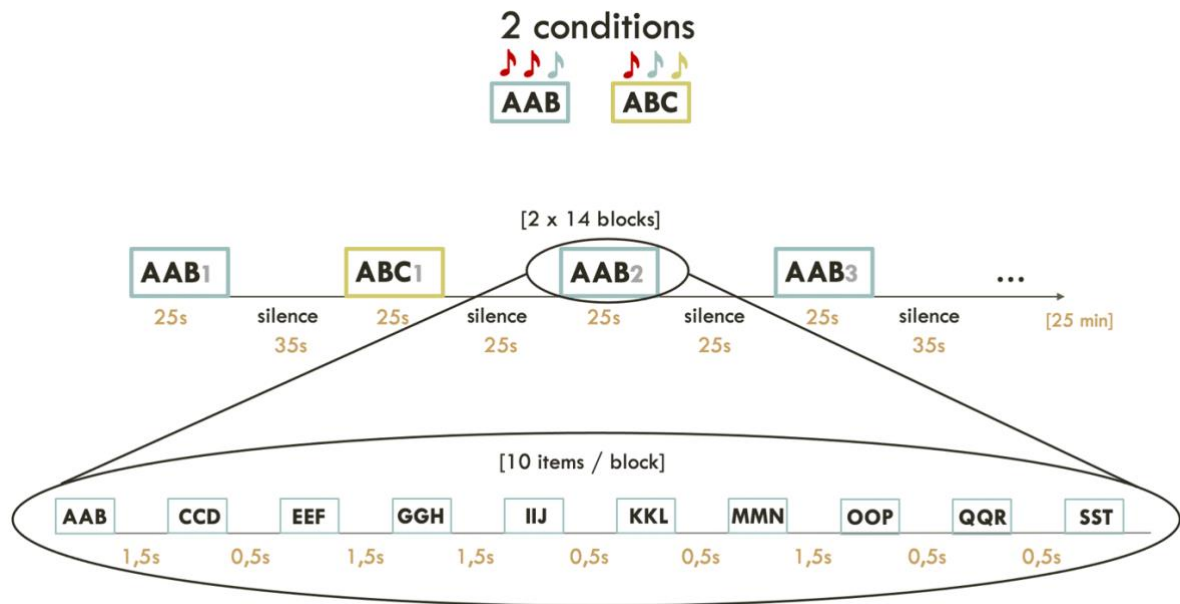 2 conditions
AAB ABC
[2 x 14 blocks]
AAB1 ABC1 AAB2 AAB3 ...
25s silence 25s silence 25s silence 25s silence [25 min]
35s 25s 25s 35s
[10 items / block]
AAB CCD EEF GGH IIJ KKL MMN OOP QQR SST
1,5s 0,5s 1,5s 1,5s 0,5s 0,5s 1,5s 0,5s 0,5s